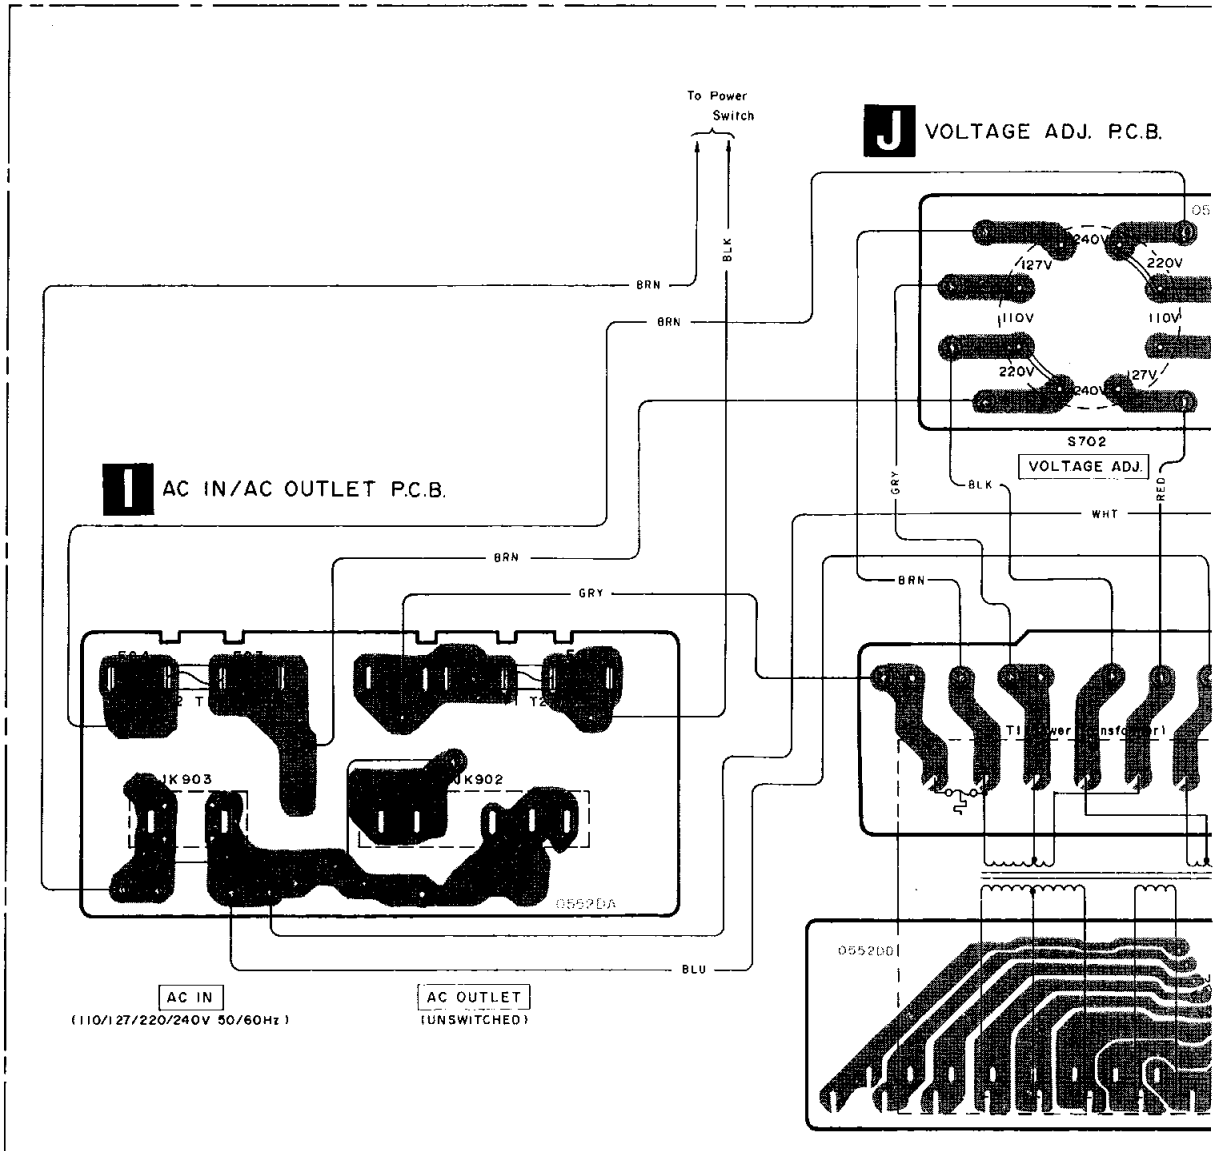 To Power
Switch
J VOLTAGE ADJ. P.C.B.
BLK
240V
127V
220V
BRN
BRN
110V
110V
220V
127V
240V
S702
VOLTAGE ADJ.
I AC IN/AC OUTLET P.C.B.
GRY
BLK
RED
WHT
BRN
BRN
GRY
T1
T2
JK903
JK902
0552DA
0552DD
BLU
AC IN
(110/127/220/240V 50/60Hz)
AC OUTLET
(UNSWITCHED)